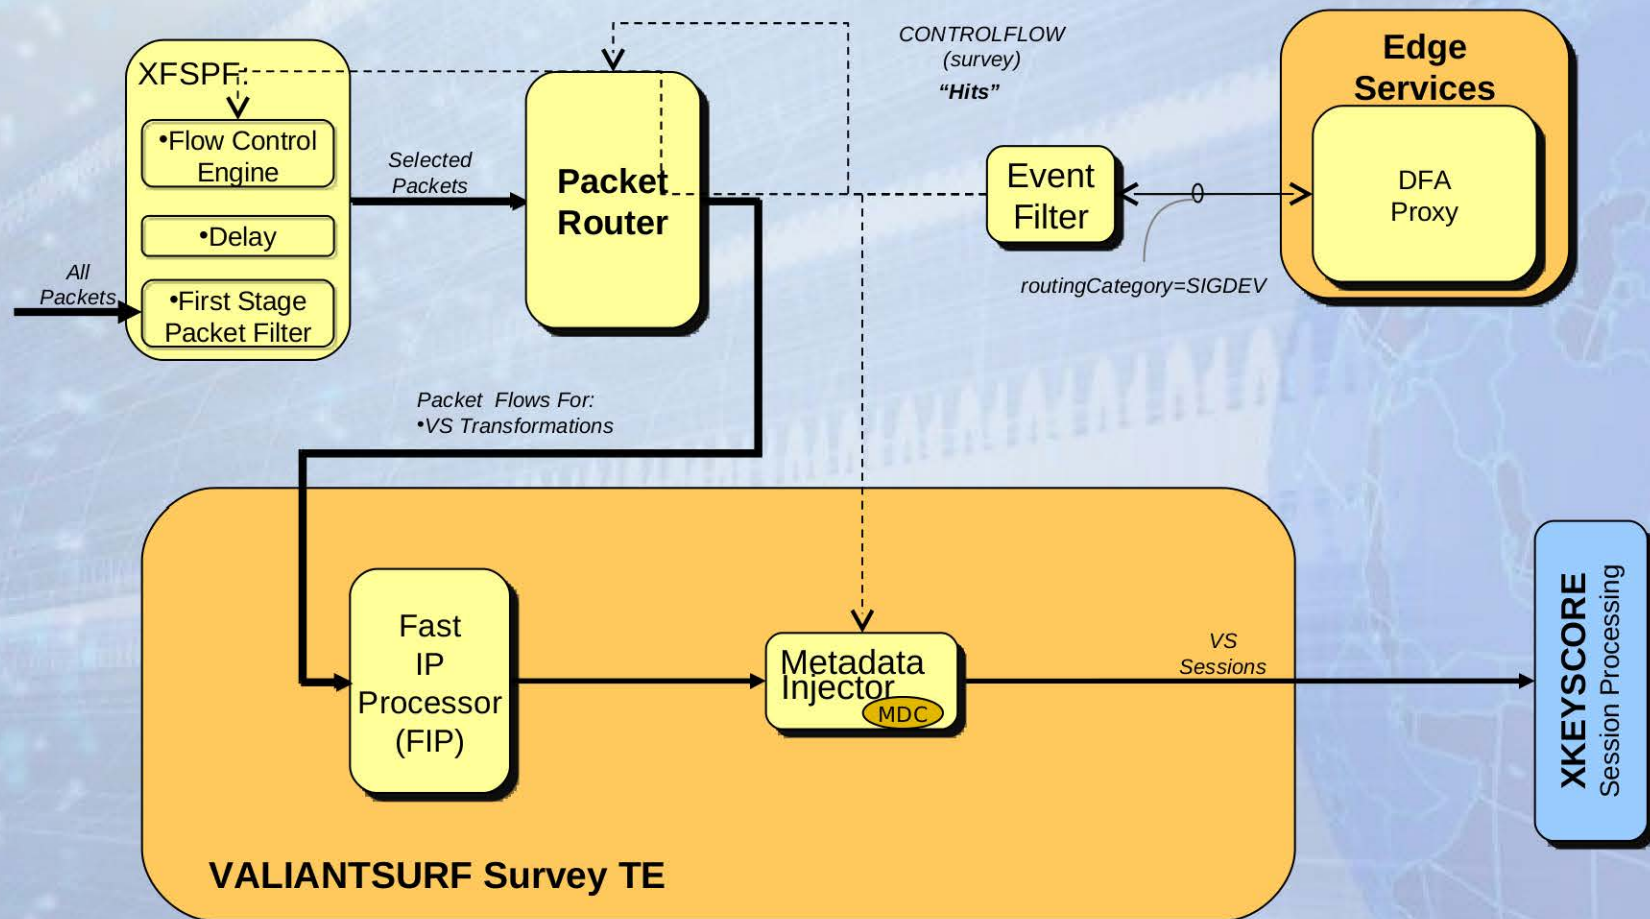 XFSPF:
•Flow Control
Engine
•Delay
•First Stage
Packet Filter
All
Packets
Selected
Packets
Packet
Router
CONTROLFLOW
(survey)
“Hits”
Event
Filter
routingCategory=SIGDEV
Edge
Services
DFA
Proxy
Packet Flows For:
•VS Transformations
Fast
IP
Processor
(FIP)
Metadata
Injector
MDC
VS
Sessions
XKEYSCORE
Session Processing
VALIANTSURF Survey TE